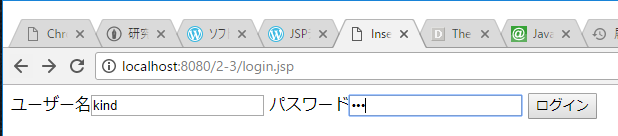 Chr 研究 ソフ JSP Inse The Java
localhost:8080/2-3/login.jsp
ユーザー名 kind パスワード ••• ログイン